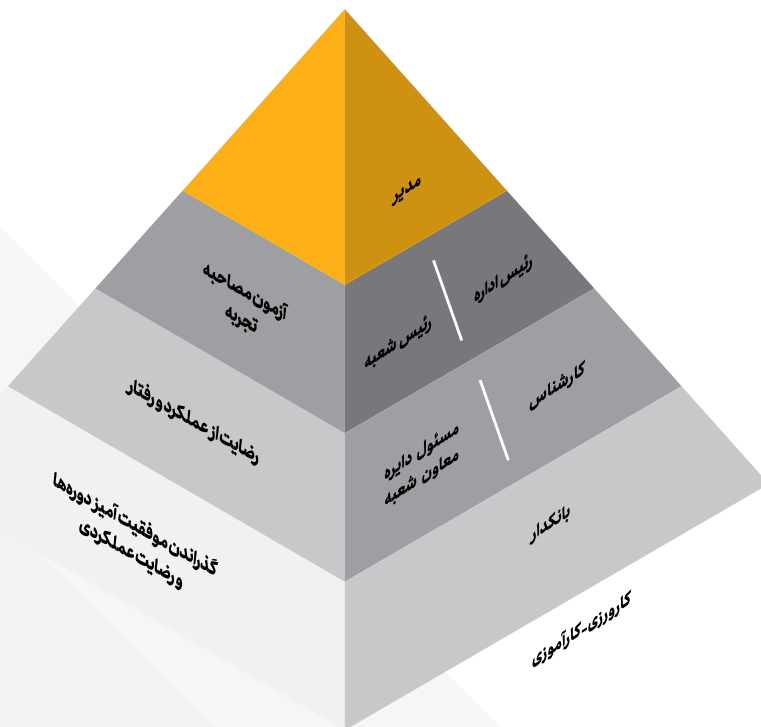 مدیر
رئیس اداره
رئیس شعبه
آزمون مصاحبه
تجربه
کارشناس
مسئول دایره
معاون شعبه
رضایت از عملکرد و رفتار
بانکدار
گذراندن موفقیت آمیز دوره‌ها
و رضایت عملکردی
کارورزی-کارآموزی